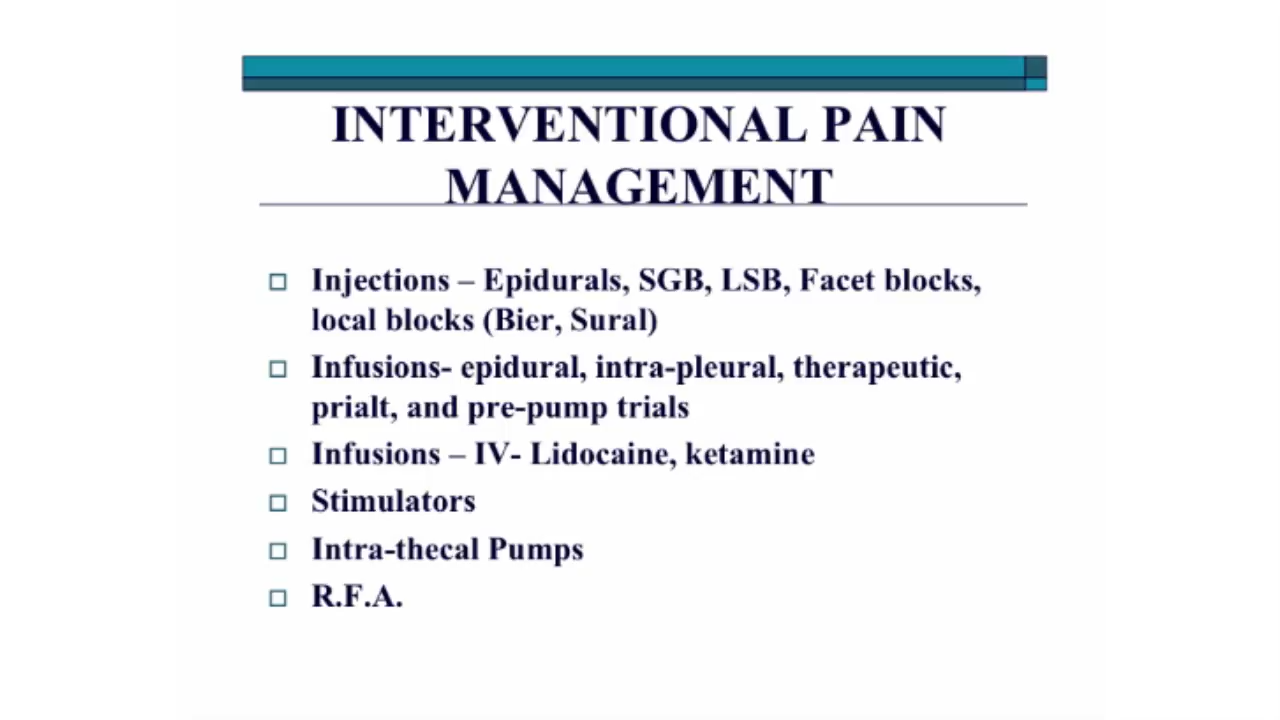 INTERVENTIONAL PAIN
MANAGEMENT
Injections – Epidurals, SGB, LSB, Facet blocks,
local blocks (Bier, Sural)
Infusions- epidural, intra-pleural, therapeutic,
prialt, and pre-pump trials
Infusions – IV- Lidocaine, ketamine
Stimulators
Intra-thecal Pumps
R.F.A.